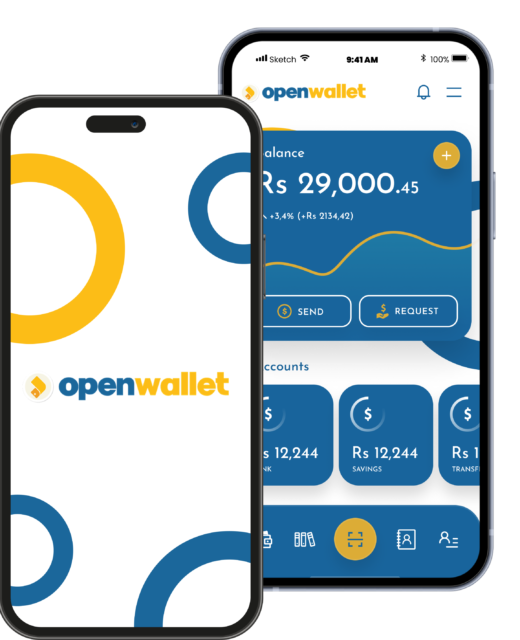 openwallet
Sketch
9:41 AM
100%
openwallet
alance
Rs 29,000.45
+3,4% (+Rs 2134,42)
SEND
REQUEST
ccounts
s 12,244
NK
Rs 12,244
SAVINGS
Rs 1
TRANSF